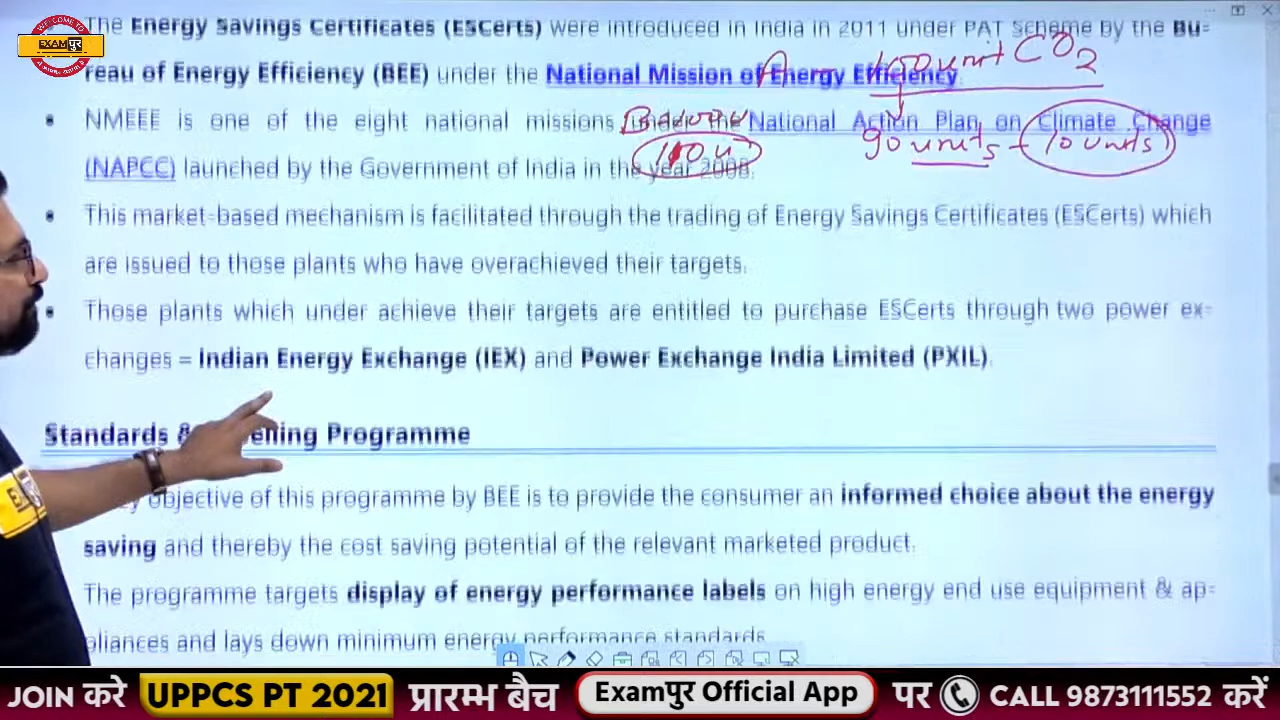 WELCOME TO
EXAMपुर
The Energy Savings Certificates (ESCerts) were introduced in India in 2011 under PAT Scheme by the Bu-
reau of Energy Efficiency (BEE) under the National Mission of Energy Efficiency.
A - 100 unit CO2
• NMEEE is one of the eight national missions under the National Action Plan on Climate Change
110 U
90 units - 10 units
(NAPCC) launched by the Government of India in the year 2008.
• This market-based mechanism is facilitated through the trading of Energy Savings Certificates (ESCerts) which
are issued to those plants who have overachieved their targets.
• Those plants which under achieve their targets are entitled to purchase ESCerts through two power ex-
changes = Indian Energy Exchange (IEX) and Power Exchange India Limited (PXIL).
Standards &
Programme
objective of this programme by BEE is to provide the consumer an informed choice about the energy
saving and thereby the cost saving potential of the relevant marketed product.
The programme targets display of energy performance labels on high energy end use equipment & ap-
pliances and lays down minimum energy performance standards.
JOIN करे UPPCS PT 2021 प्रारम्भ बैच Examपुर Official App पर CALL 9873111552 करें